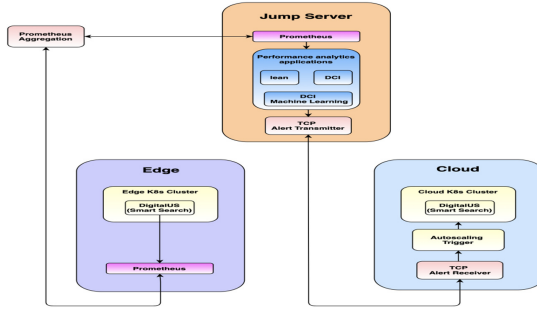 Jump Server
Prometheus
Aggregation
Prometheus
Performance analytics
applications
lean
DCI
DCI
Machine Learning
TCP
Alert Transmitter
Edge
Edge K8s Cluster
DigitalUS
(Smart Search)
Prometheus
Cloud
Cloud K8s Cluster
DigitalUS
(Smart Search)
Autoscaling
Trigger
TCP
Alert Receiver